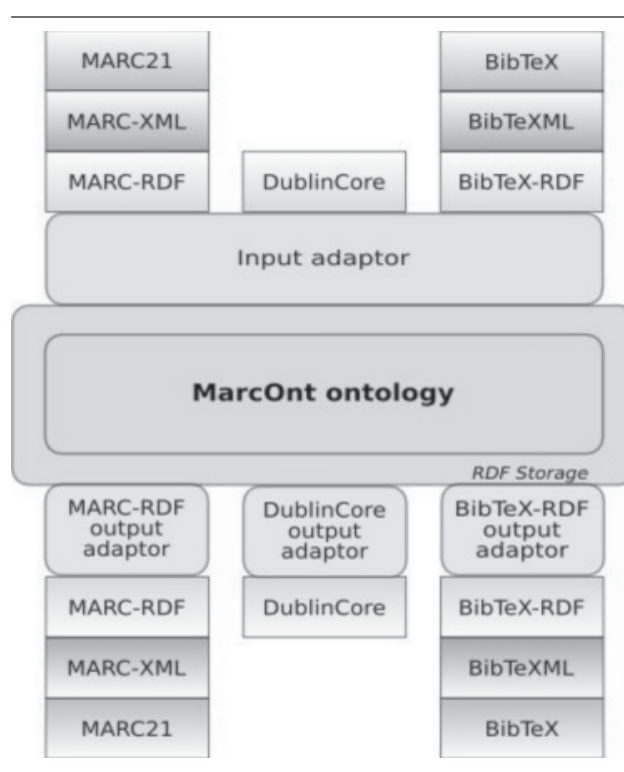 MARC21
BibTeX
MARC-XML
BibTeXML
MARC-RDF
DublinCore
BibTeX-RDF
Input adaptor
MarcOnt ontology
RDF Storage
MARC-RDF
output
adaptor
DublinCore
output
adaptor
BibTeX-RDF
output
adaptor
MARC-RDF
DublinCore
BibTeX-RDF
MARC-XML
BibTeXML
MARC21
BibTeX